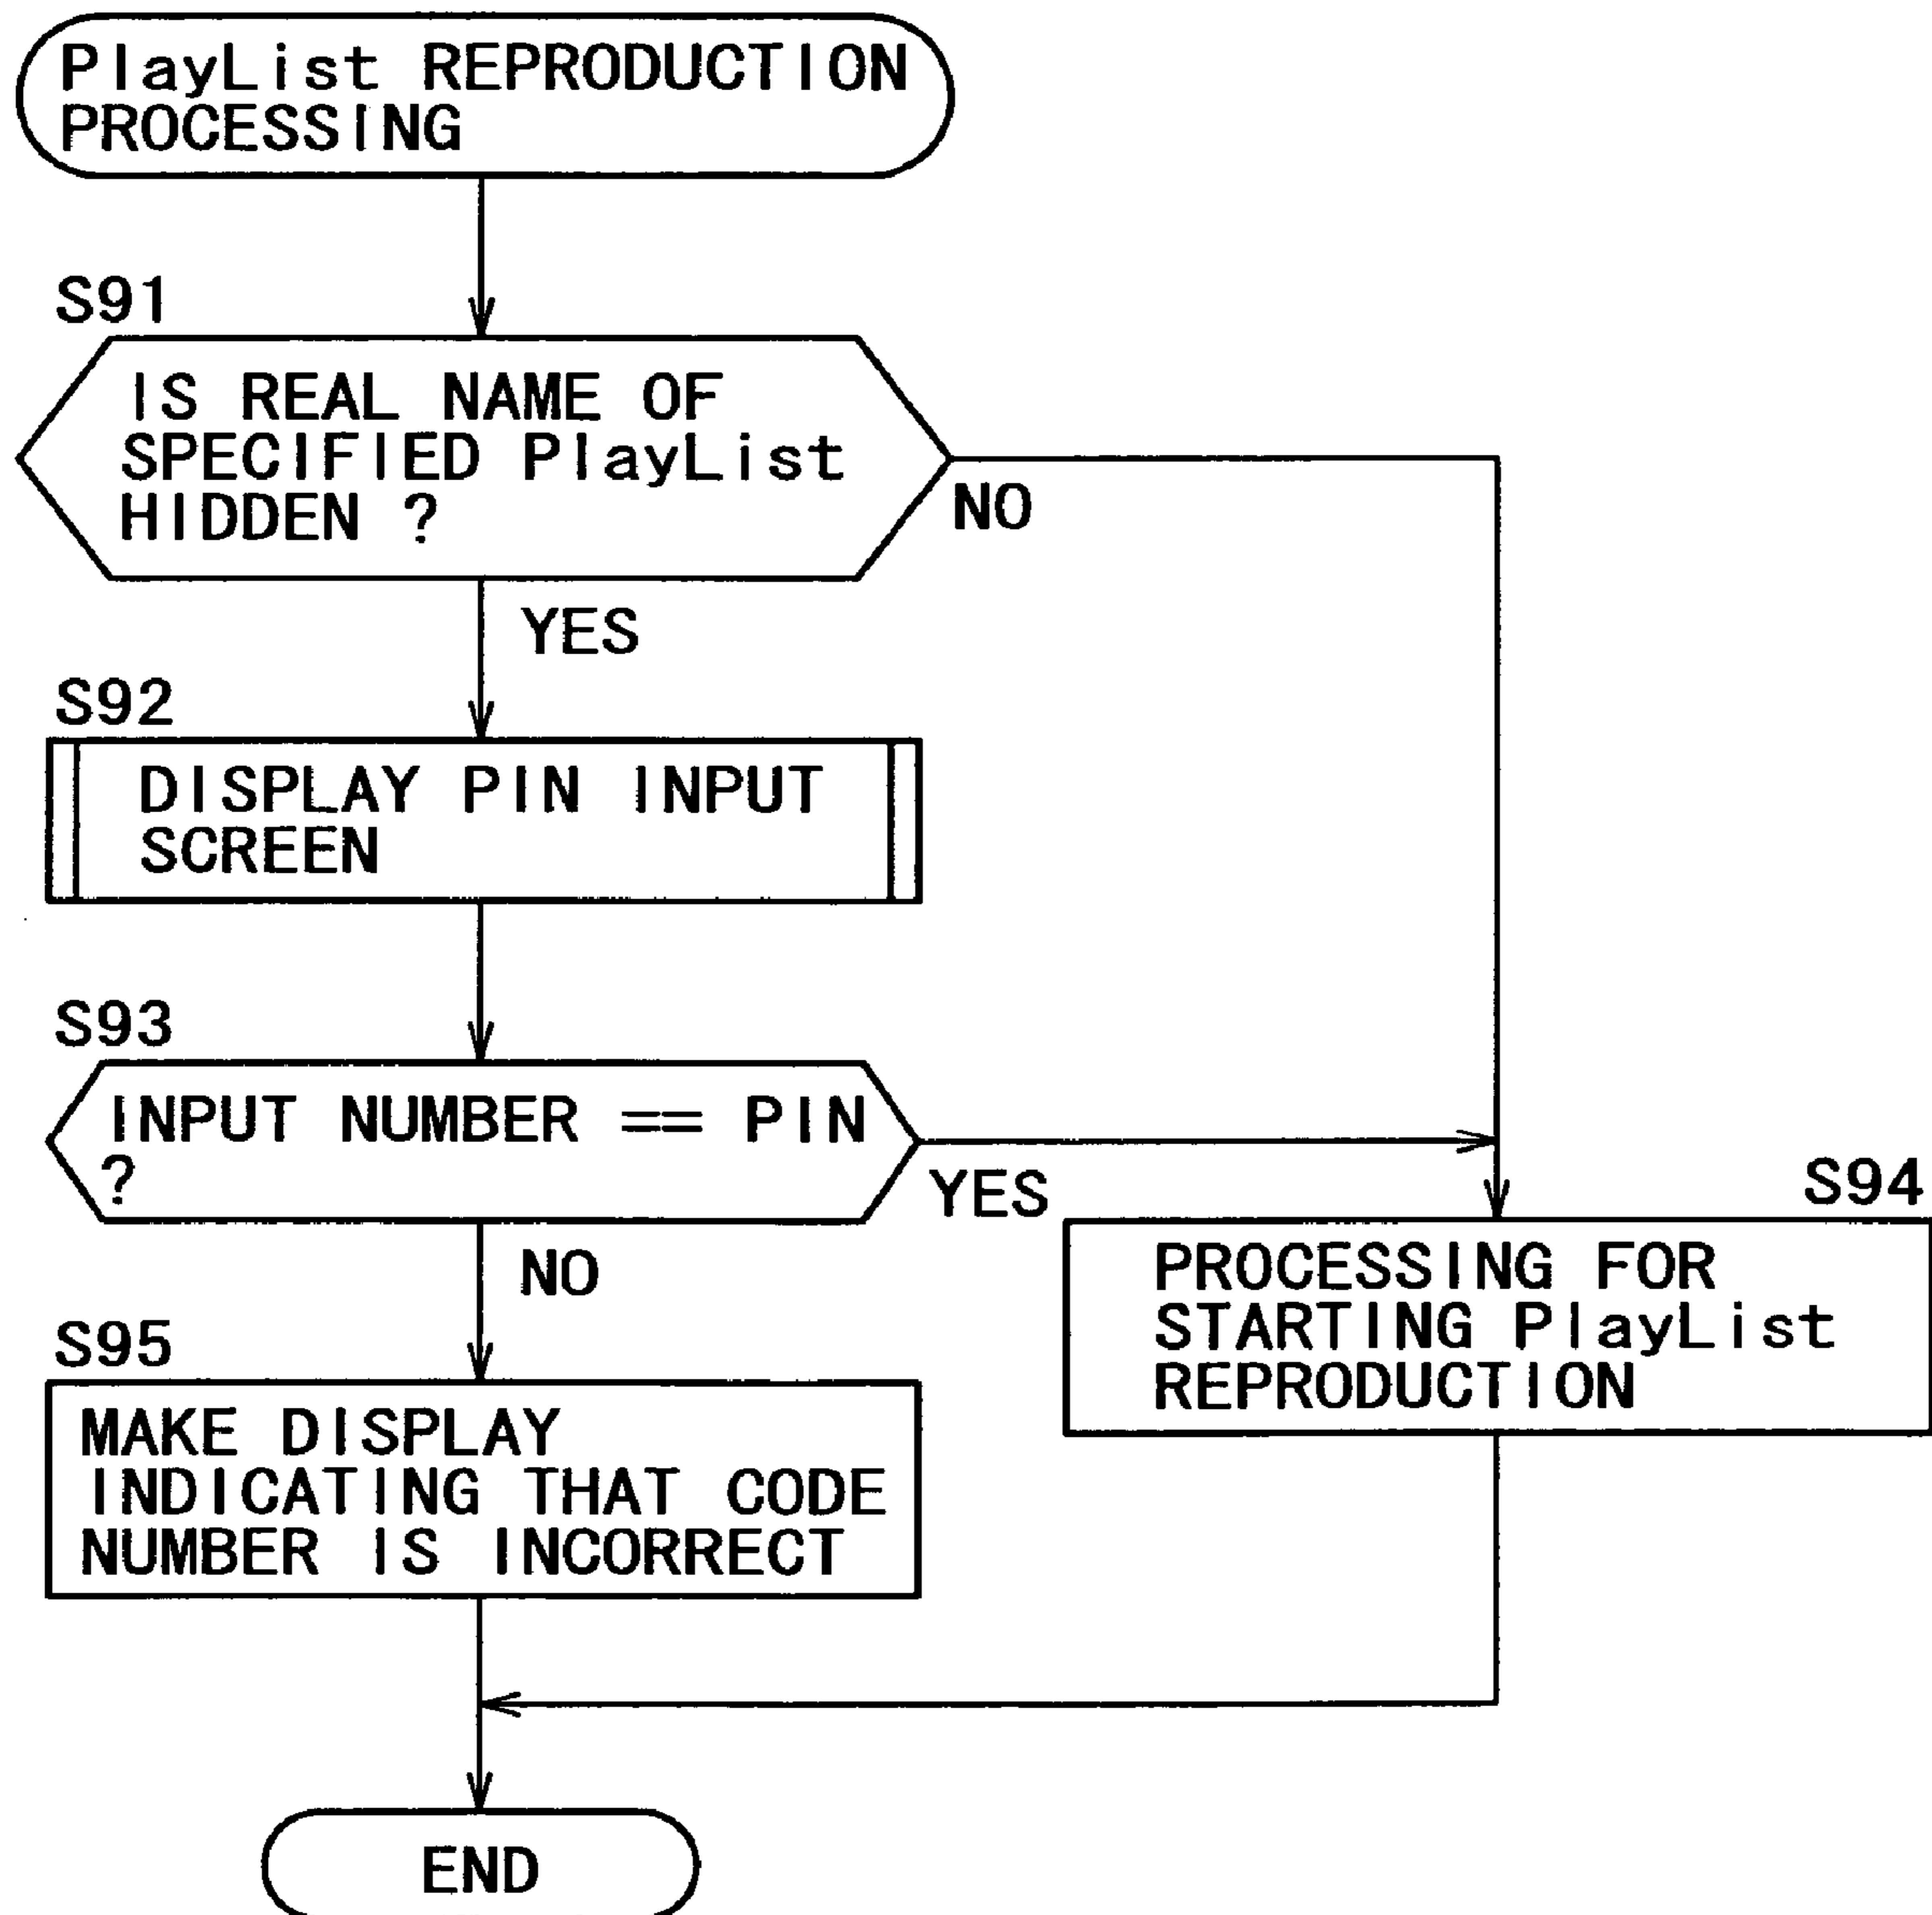 PlayList REPRODUCTION
PROCESSING
S91
IS REAL NAME OF
SPECIFIED PlayList
HIDDEN ?
NO
YES
S92
DISPLAY PIN INPUT
SCREEN
S93
INPUT NUMBER == PIN
?
YES
NO
S94
PROCESSING FOR
STARTING PlayList
REPRODUCTION
S95
MAKE DISPLAY
INDICATING THAT CODE
NUMBER IS INCORRECT
END